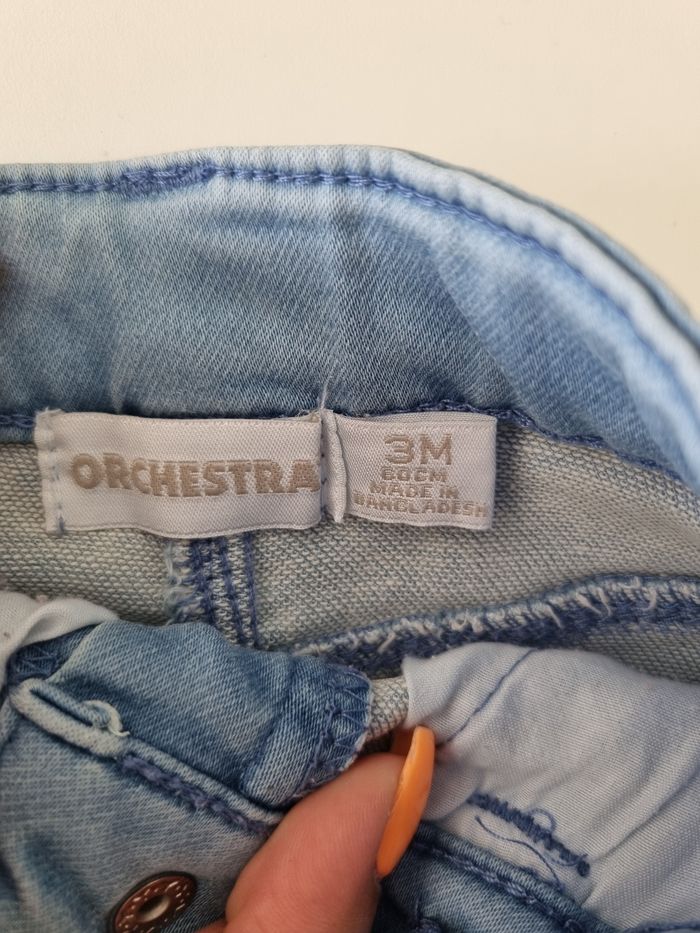 ORCHESTRA
3M
60CM
MADE IN
BANGLADESH